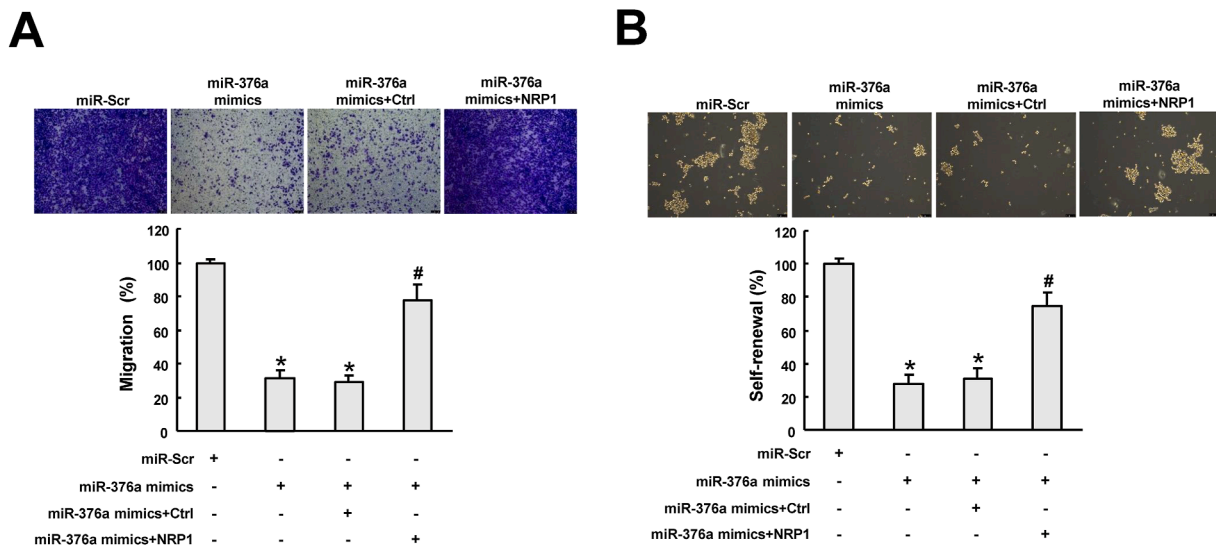 A
miR-Scr
miR-376a
mimics
miR-376a
mimics+Ctrl
miR-376a
mimics+NRP1
Migration (%)
120
100
80
60
40
20
0
*
*
#
miR-Scr + - - -
miR-376a mimics - + + +
miR-376a mimics+Ctrl - - + -
miR-376a mimics+NRP1 - - - +
B
miR-Scr
miR-376a
mimics
miR-376a
mimics+Ctrl
miR-376a
mimics+NRP1
Self-renewal (%)
120
100
80
60
40
20
0
*
*
#
miR-Scr + - - -
miR-376a mimics - + + +
miR-376a mimics+Ctrl - - + -
miR-376a mimics+NRP1 - - - +